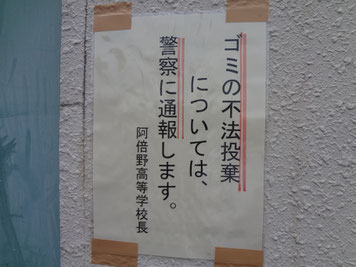 ゴミの不法投棄
については、
警察に通報します。
阿倍野高等学校長